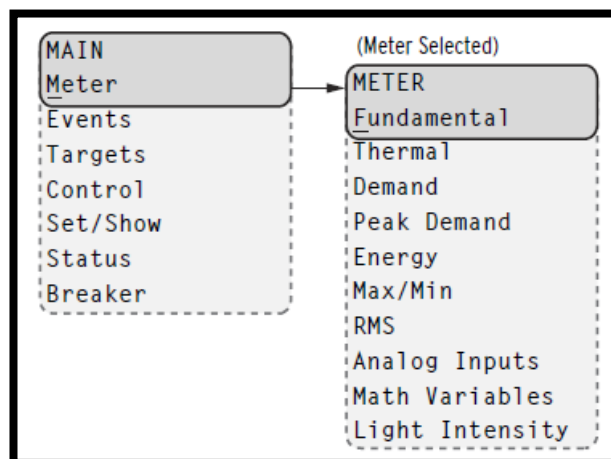 MAIN
Meter
Events
Targets
Control
Set/Show
Status
Breaker
(Meter Selected)
METER
Fundamental
Thermal
Demand
Peak Demand
Energy
Max/Min
RMS
Analog Inputs
Math Variables
Light Intensity